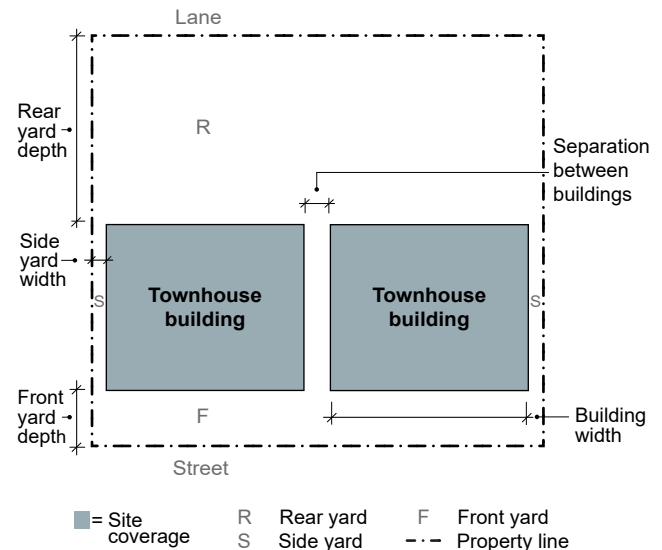 Lane
Rear
yard
depth
R
Separation
between
buildings
Side
yard
width
S
Townhouse
building
Townhouse
building
S
Front
yard
depth
F
Building
width
Street
= Site
coverage
R Rear yard
S Side yard
F Front yard
Property line